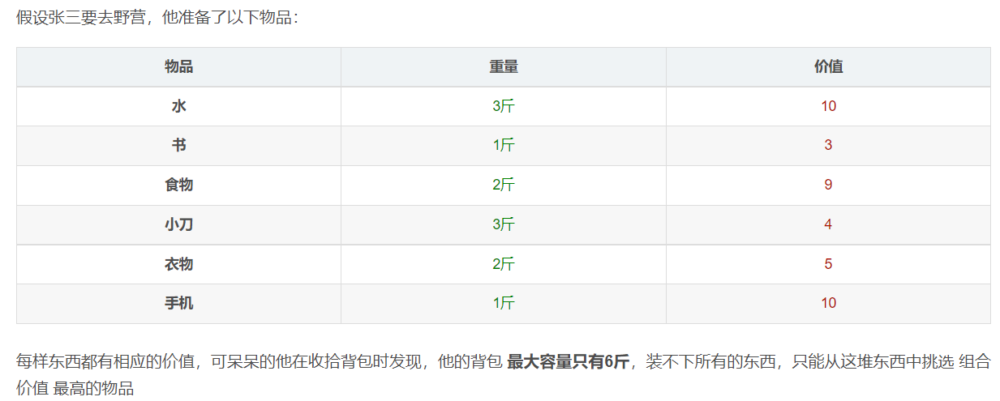 假设张三要去野营，他准备了以下物品：
物品 重量 价值
水 3斤 10
书 1斤 3
食物 2斤 9
小刀 3斤 4
衣物 2斤 5
手机 1斤 10
每样东西都有相应的价值，可呆呆的他在收拾背包时发现，他的背包 最大容量只有6斤，装不下所有的东西，只能从这堆东西中挑选 组合
价值 最高的物品